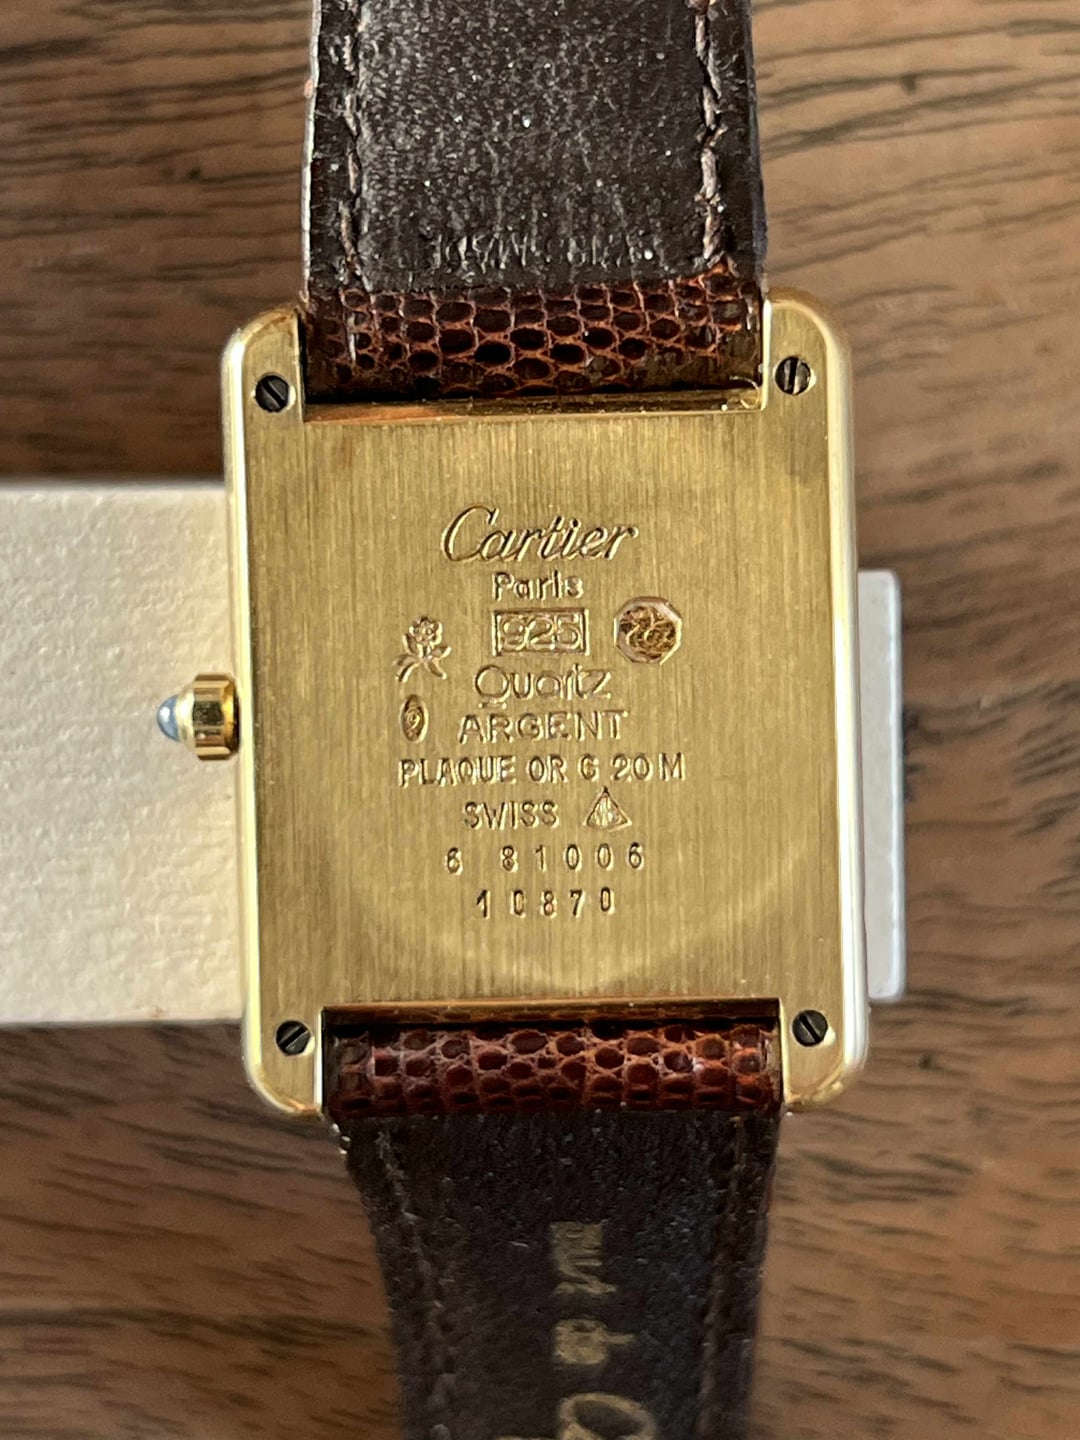 Cartier
Paris
925
Quartz
ARGENT
PLAQUE OR G 20 M
SWISS
6 81006
10870